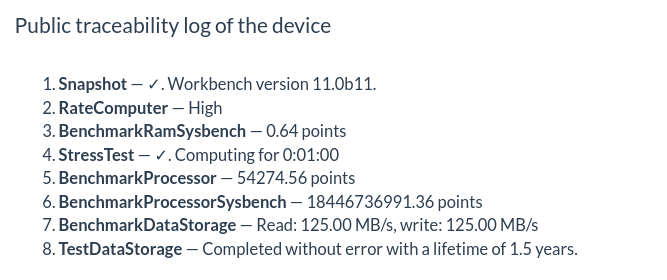 Public traceability log of the device
1. Snapshot — ✓. Workbench version 11.0b11.
2. RateComputer — High
3. BenchmarkRamSysbench — 0.64 points
4. StressTest — ✓. Computing for 0:01:00
5. BenchmarkProcessor — 54274.56 points
6. BenchmarkProcessorSysbench — 18446736991.36 points
7. BenchmarkDataStorage — Read: 125.00 MB/s, write: 125.00 MB/s
8. TestDataStorage — Completed without error with a lifetime of 1.5 years.